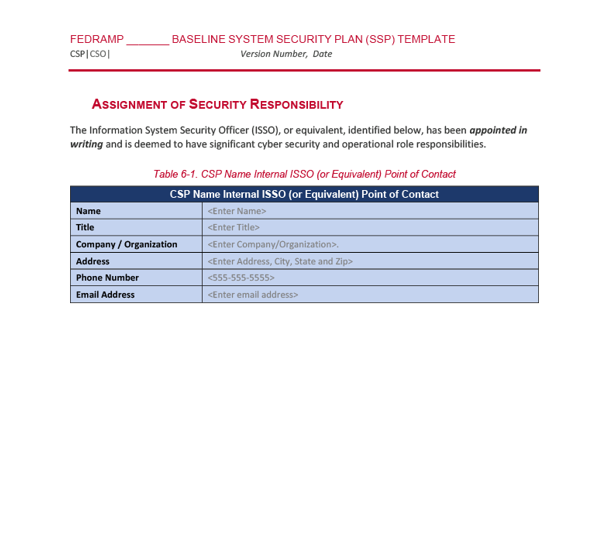 FEDRAMP _______ BASELINE SYSTEM SECURITY PLAN (SSP) TEMPLATE
CSP|CSO| Version Number, Date
ASSIGNMENT OF SECURITY RESPONSIBILITY
The Information System Security Officer (ISSO), or equivalent, identified below, has been appointed in
writing and is deemed to have significant cyber security and operational role responsibilities.
Table 6-1. CSP Name Internal ISSO (or Equivalent) Point of Contact
CSP Name Internal ISSO (or Equivalent) Point of Contact
Name <Enter Name>
Title <Enter Title>
Company / Organization <Enter Company/Organization>.
Address <Enter Address, City, State and Zip>
Phone Number <555-555-5555>
Email Address <Enter email address>